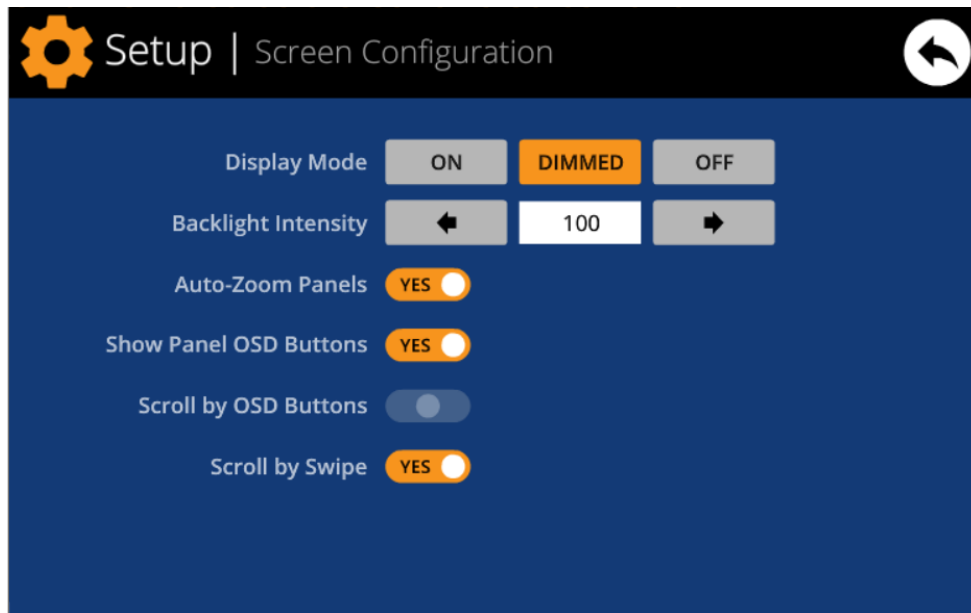 Setup | Screen Configuration
Display Mode ON DIMMED OFF
Backlight Intensity 100
Auto-Zoom Panels YES
Show Panel OSD Buttons YES
Scroll by OSD Buttons
Scroll by Swipe YES